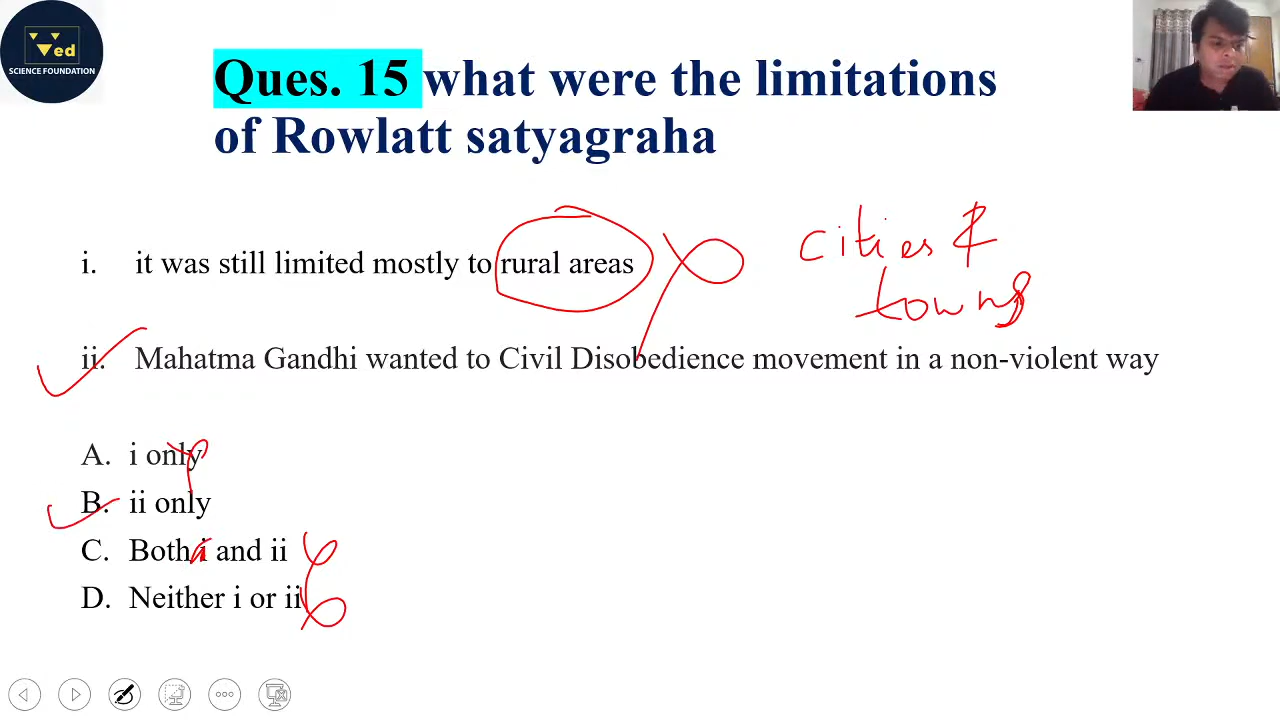 Ved
SCIENCE FOUNDATION
Ques. 15 what were the limitations
of Rowlatt satyagraha
i. it was still limited mostly to rural areas
cities &
towns
ii. Mahatma Gandhi wanted to Civil Disobedience movement in a non-violent way
A. i only
B. ii only
C. Both i and ii
D. Neither i or ii